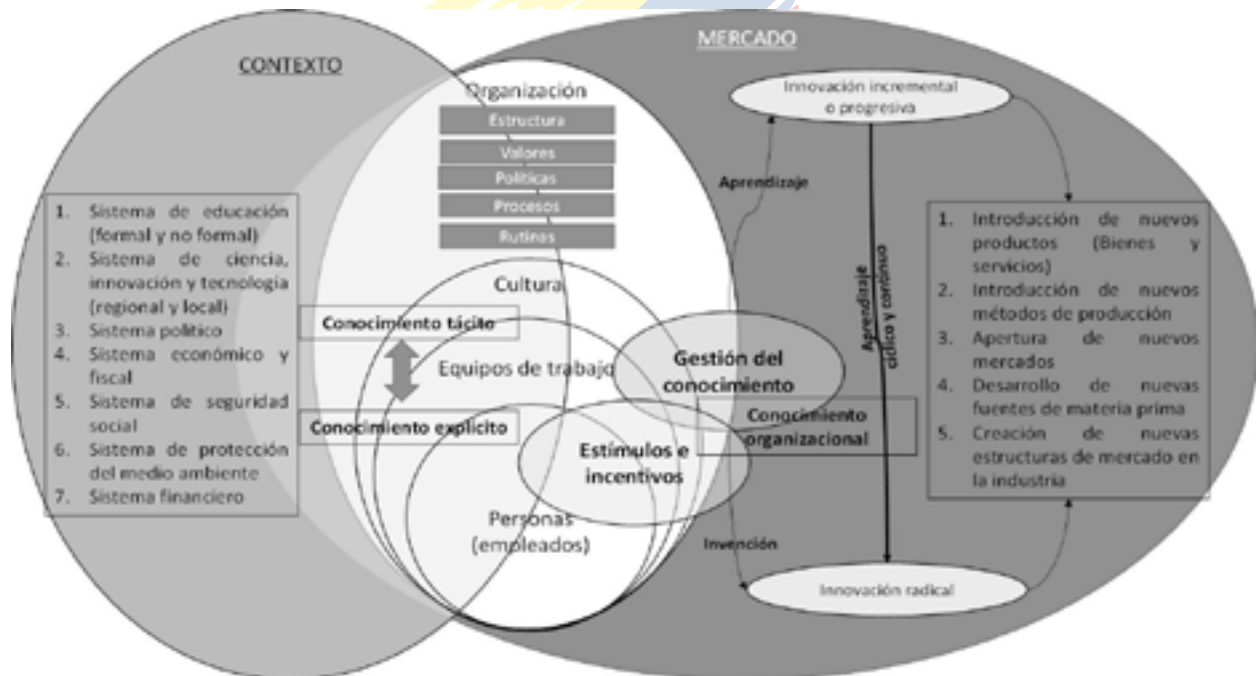 CONTEXTO
MERCADO
Organización
Estructura
Valores
Políticas
Procesos
Rutinas
1. Sistema de educación
(formal y no formal)
2. Sistema de ciencia,
innovación y tecnología
(regional y local)
3. Sistema político
4. Sistema económico y
fiscal
5. Sistema de seguridad
social
6. Sistema de protección
del medio ambiente
7. Sistema financiero
Cultura
Conocimiento tácito
Equipos de trabajo
Conocimiento explícito
Gestión del
conocimiento
Conocimiento
organizacional
Estímulos e
incentivos
Personas
(empleados)
Innovación incremental
o progresiva
Aprendizaje
Aprendizaje
cíclico y continuo
Invención
Innovación radical
1. Introducción de nuevos
productos (Bienes y
servicios)
2. Introducción de nuevos
métodos de producción
3. Apertura de nuevos
mercados
4. Desarrollo de nuevas
fuentes de materia prima
5. Creación de nuevas
estructuras de mercado en
la industria